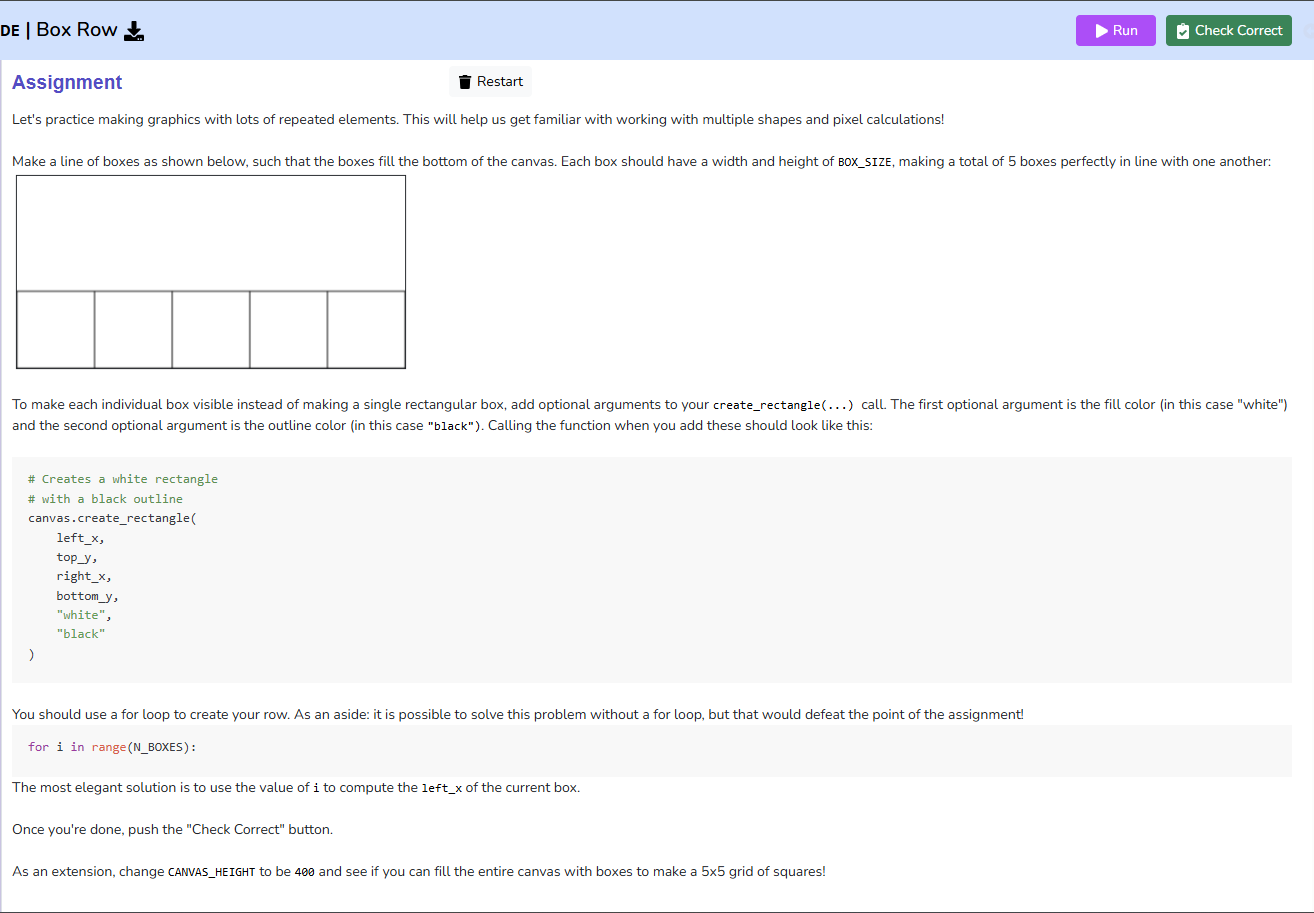 DE | Box Row
Run
Check Correct
Assignment
Restart
Let's practice making graphics with lots of repeated elements. This will help us get familiar with working with multiple shapes and pixel calculations!
Make a line of boxes as shown below, such that the boxes fill the bottom of the canvas. Each box should have a width and height of BOX_SIZE, making a total of 5 boxes perfectly in line with one another:
To make each individual box visible instead of making a single rectangular box, add optional arguments to your create_rectangle(...) call. The first optional argument is the fill color (in this case "white")
and the second optional argument is the outline color (in this case "black"). Calling the function when you add these should look like this:
# Creates a white rectangle
# with a black outline
canvas.create_rectangle(
    left_x,
    top_y,
    right_x,
    bottom_y,
    "white",
    "black"
)
You should use a for loop to create your row. As an aside: it is possible to solve this problem without a for loop, but that would defeat the point of the assignment!
for i in range(N_BOXES):
The most elegant solution is to use the value of i to compute the left_x of the current box.
Once you're done, push the "Check Correct" button.
As an extension, change CANVAS_HEIGHT to be 400 and see if you can fill the entire canvas with boxes to make a 5x5 grid of squares!